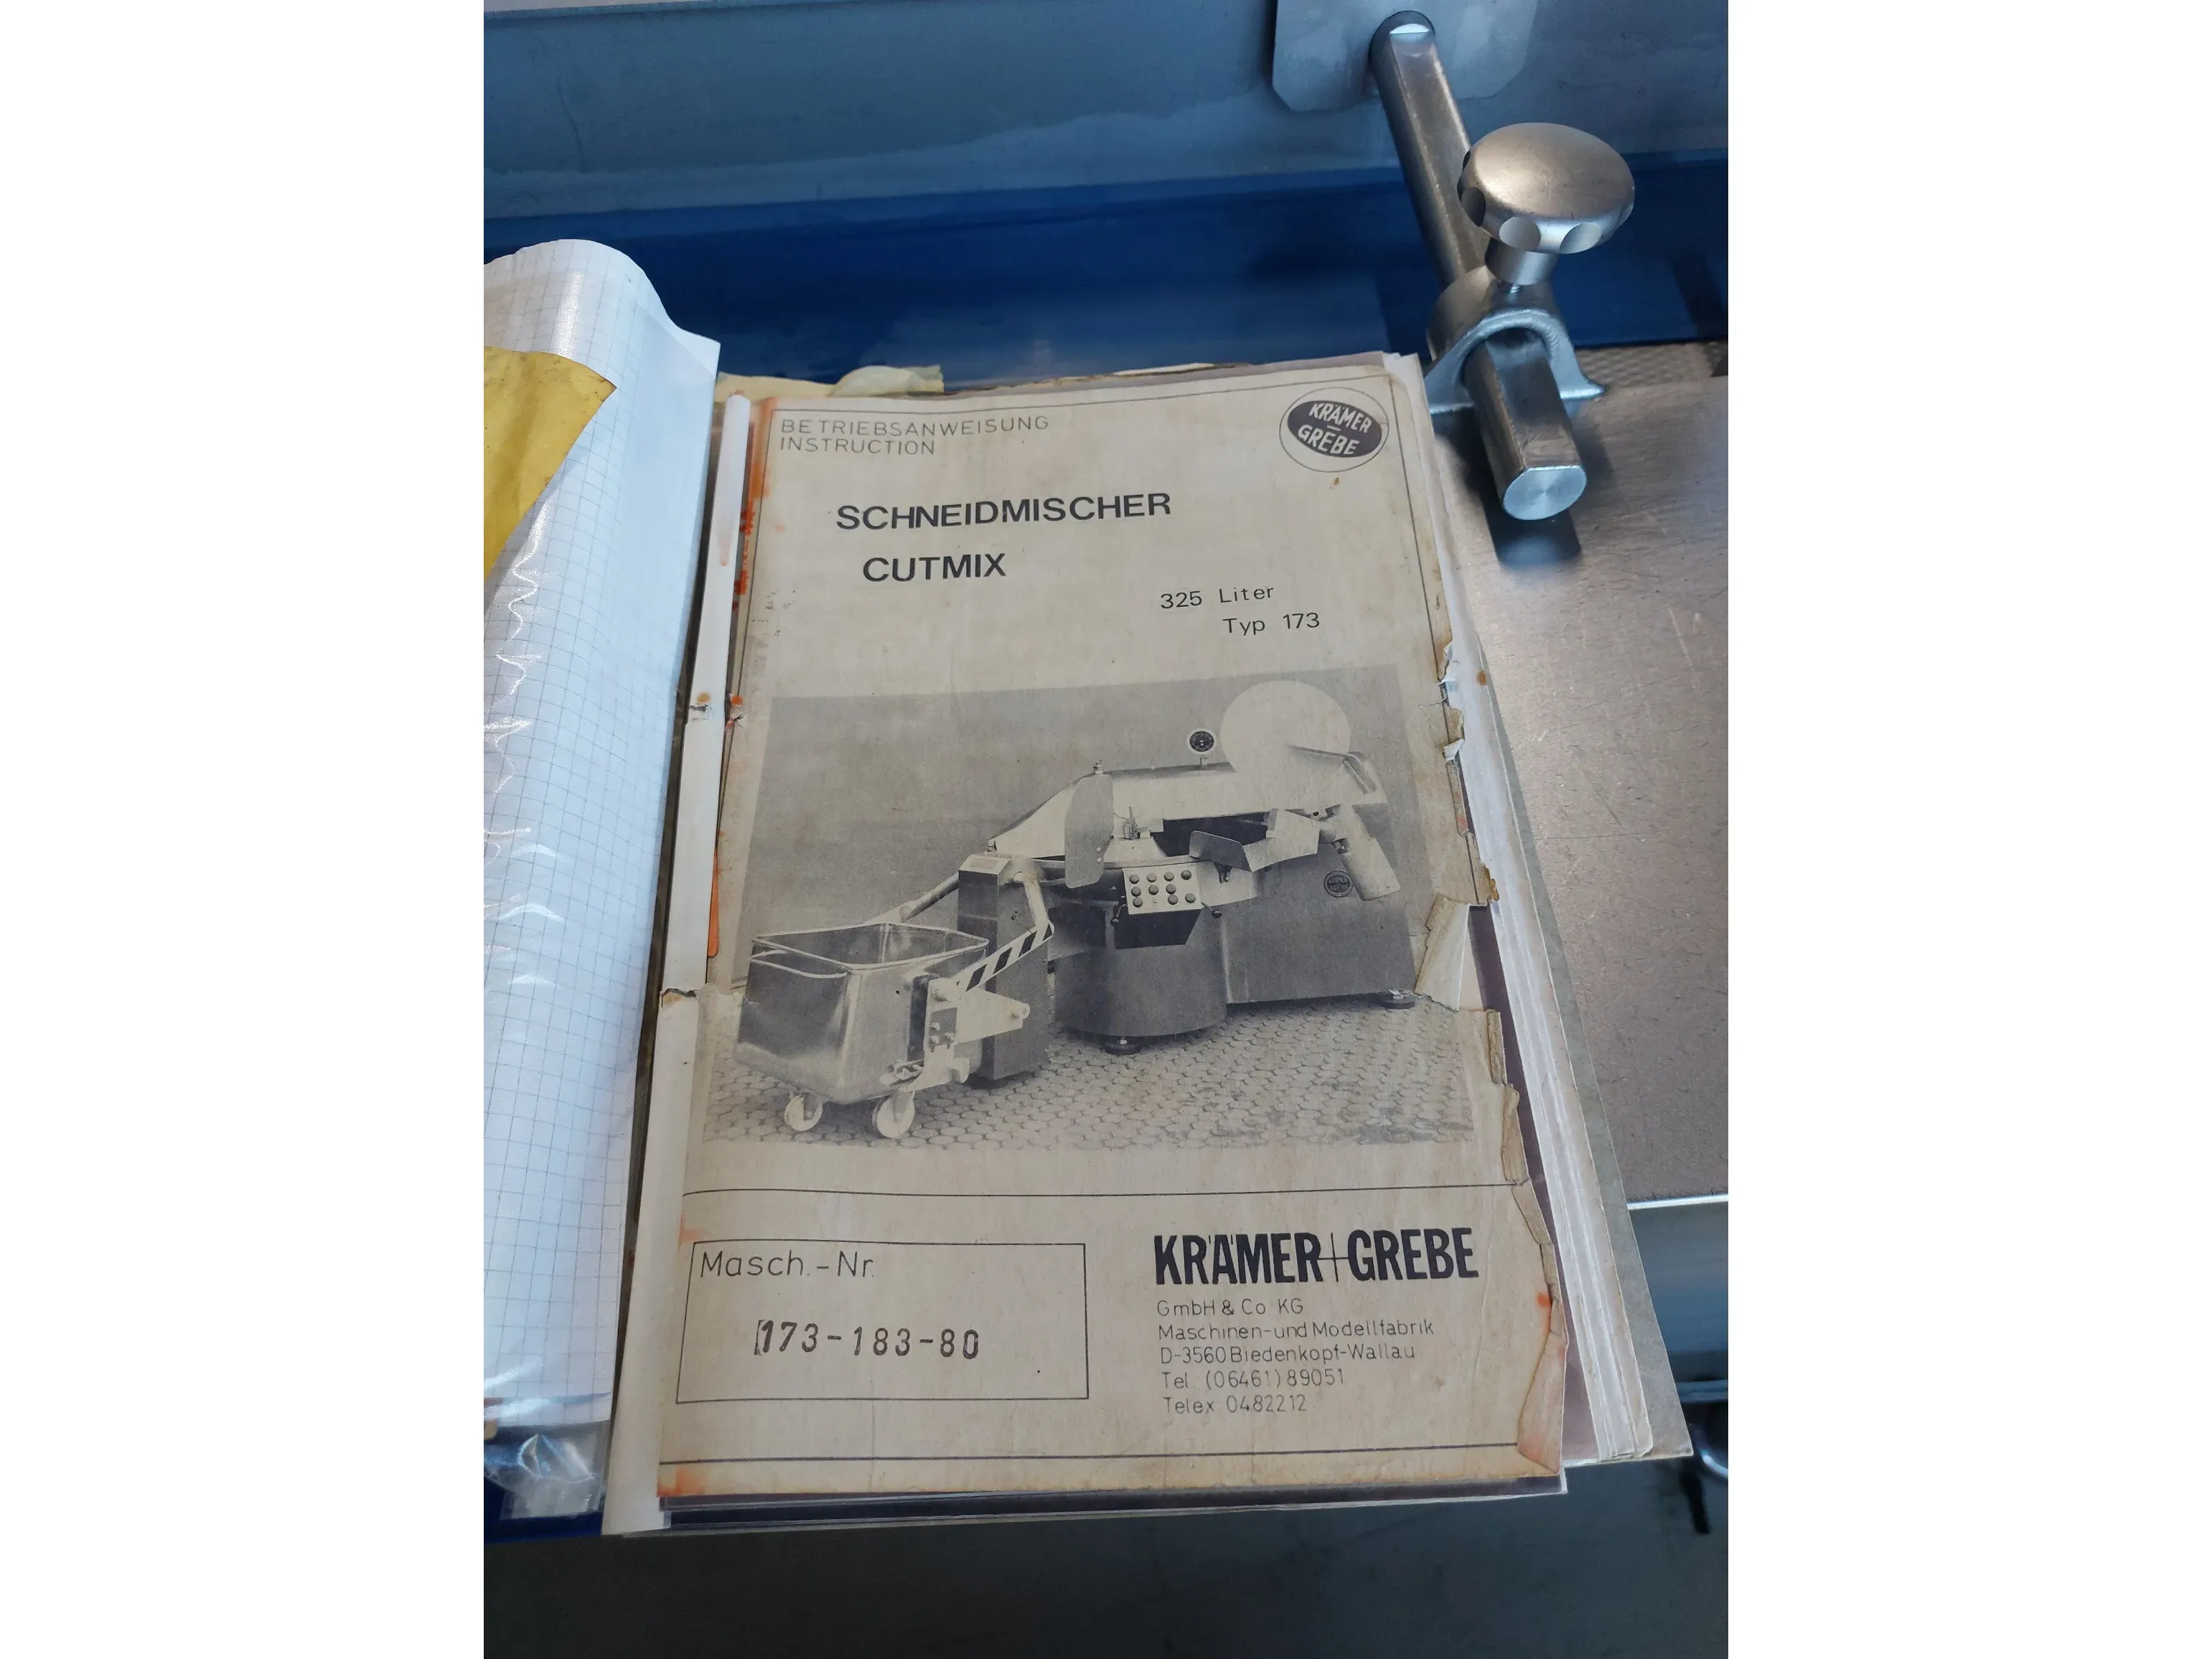 BETRIEBSANWEISUNG
INSTRUCTION
KRÄMER
GREBE
SCHNEIDMISCHER
CUTMIX
325 Liter
Typ 173
Masch.-Nr.
173-183-80
KRÄMER+GREBE
GmbH & Co KG
Maschinen-und Modellfabrik
D-3560 Biedenkopf-Wallau
Tel. (06461) 89051
Telex 0482212